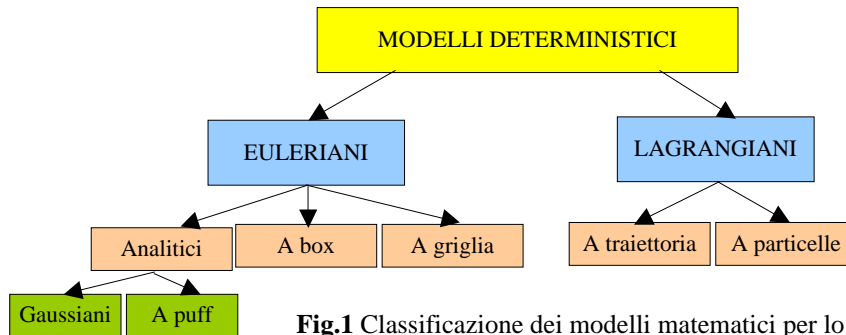 MODELLI DETERMINISTICI
EULERIANI
LAGRANGIANI
Analitici
A box
A griglia
A traiettoria
A particelle
Gaussiani
A puff
Fig.1 Classificazione dei modelli matematici per lo